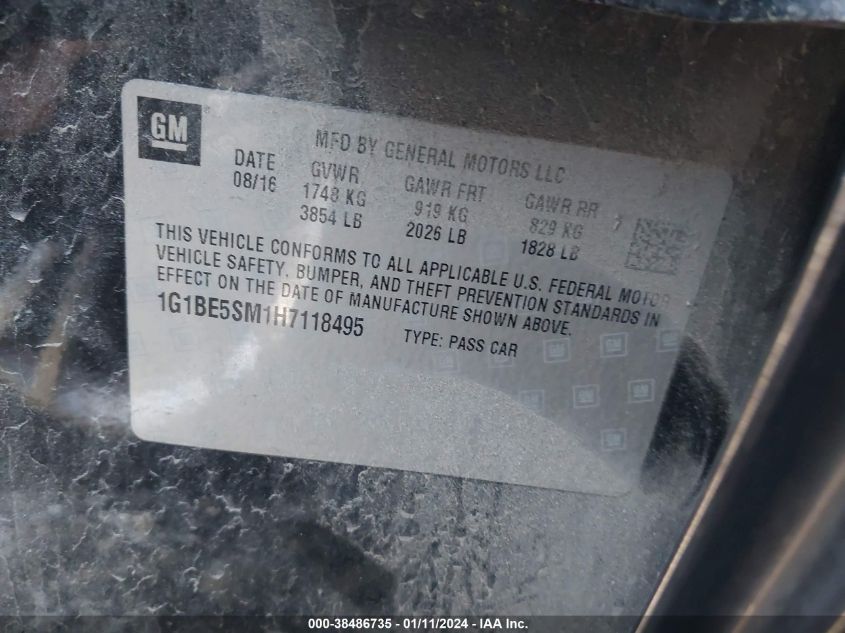 GM
MFD BY GENERAL MOTORS LLC
DATE GVWR GAWR FRT GAWR RR
08/16 1748 KG 919 KG 829 KG
3854 LB 2026 LB 1828 LB
THIS VEHICLE CONFORMS TO ALL APPLICABLE U.S. FEDERAL MOTOR
VEHICLE SAFETY, BUMPER, AND THEFT PREVENTION STANDARDS IN
EFFECT ON THE DATE OF MANUFACTURE SHOWN ABOVE.
1G1BE5SM1H7118495 TYPE: PASS CAR
000-38486735 - 01/11/2024 - IAA Inc.